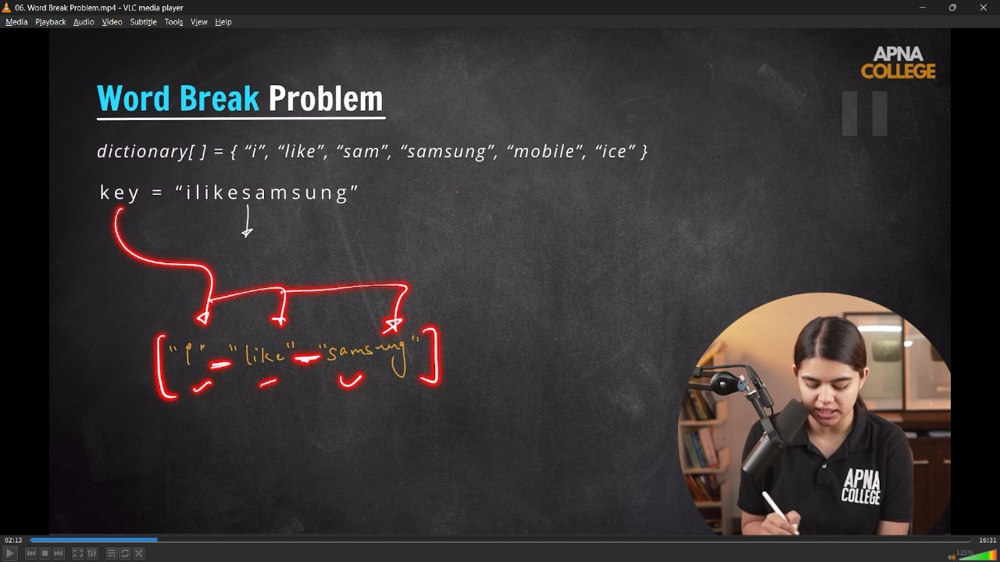 06. Word Break Problem.mp4 - VLC media player
Media Playback Audio Video Subtitle Tools View Help
APNA
COLLEGE
Word Break Problem
dictionary[ ] = { “i”, “like”, “sam”, “samsung”, “mobile”, “ice” }
key = “ilikesamsung”
["i" - "like" - "samsung"]
APNA
COLLEGE
02:13 16:31
125%